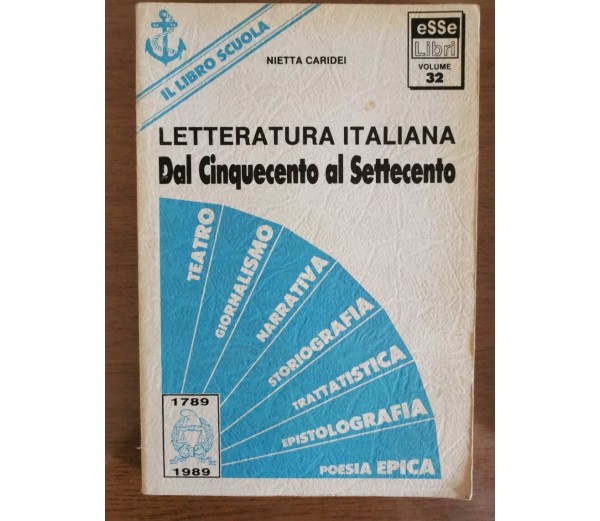 IL LIBRO SCUOLA
NIETTA CARIDEI
eSSe
Libri
VOLUME
32
LETTERATURA ITALIANA
Dal Cinquecento al Settecento
TEATRO
GIORNALISMO
NARRATIVA
STORIOGRAFIA
TRATTATISTICA
EPISTOLOGRAFIA
POESIA EPICA
1789
1989